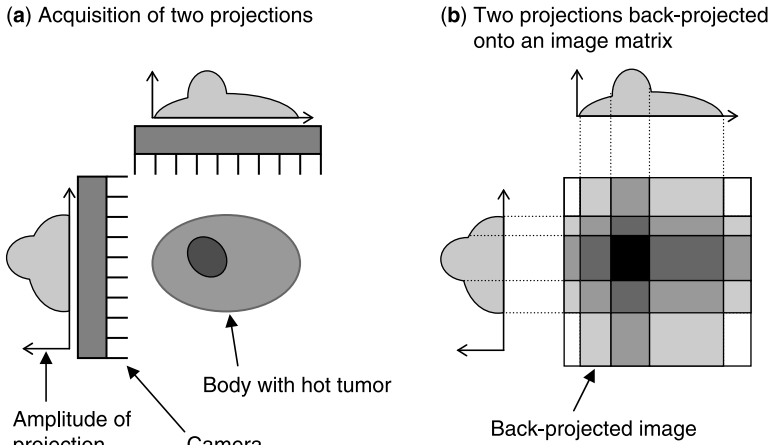 (a) Acquisition of two projections
(b) Two projections back-projected
onto an image matrix
Body with hot tumor
Amplitude of
projection
Camera
Back-projected image